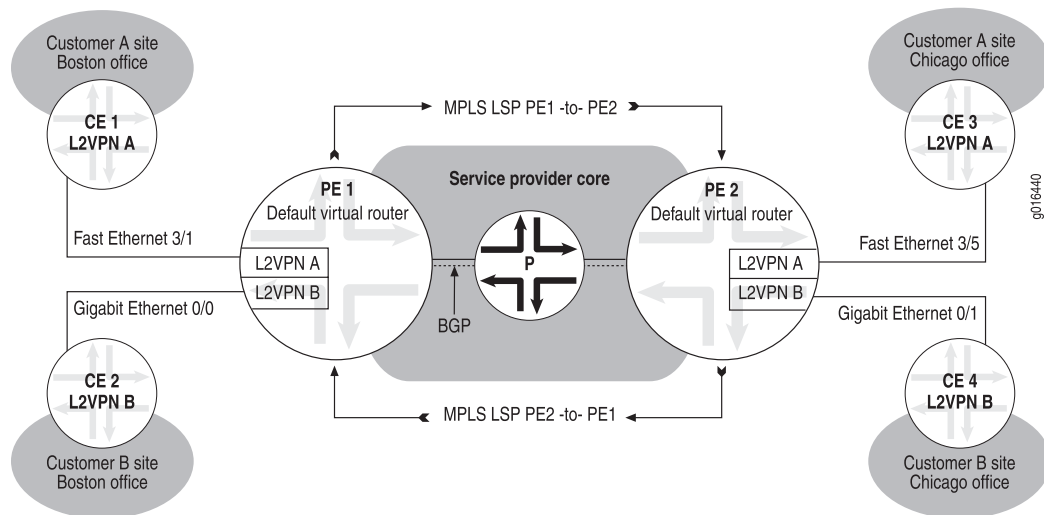 Customer A site
Boston office
CE 1
L2VPN A
Fast Ethernet 3/1
Gigabit Ethernet 0/0
CE 2
L2VPN B
Customer B site
Boston office
MPLS LSP PE1 -to- PE2
PE 1
Default virtual router
L2VPN A
L2VPN B
Service provider core
P
BGP
PE 2
Default virtual router
L2VPN A
L2VPN B
MPLS LSP PE2 -to- PE1
Customer A site
Chicago office
CE 3
L2VPN A
Fast Ethernet 3/5
Gigabit Ethernet 0/1
CE 4
L2VPN B
Customer B site
Chicago office
g016440